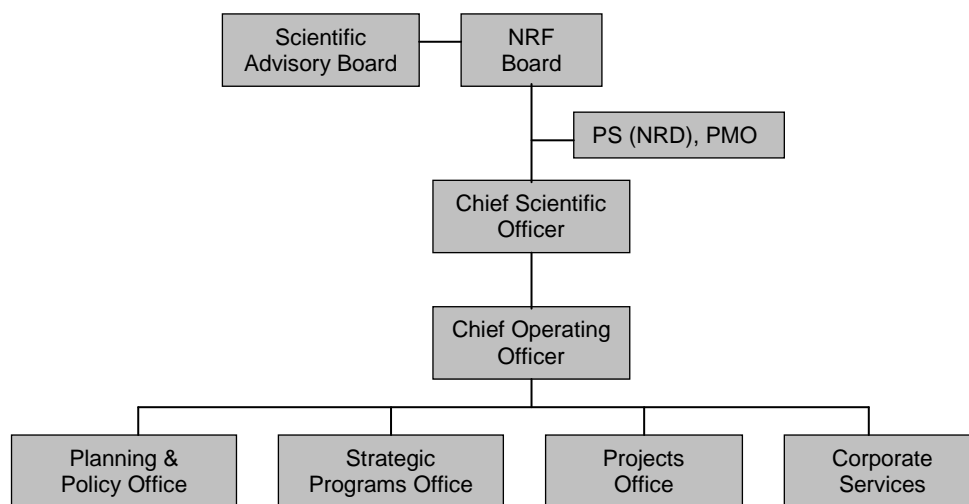 Scientific
Advisory Board
NRF
Board
PS (NRD), PMO
Chief Scientific
Officer
Chief Operating
Officer
Planning &
Policy Office
Strategic
Programs Office
Projects
Office
Corporate
Services